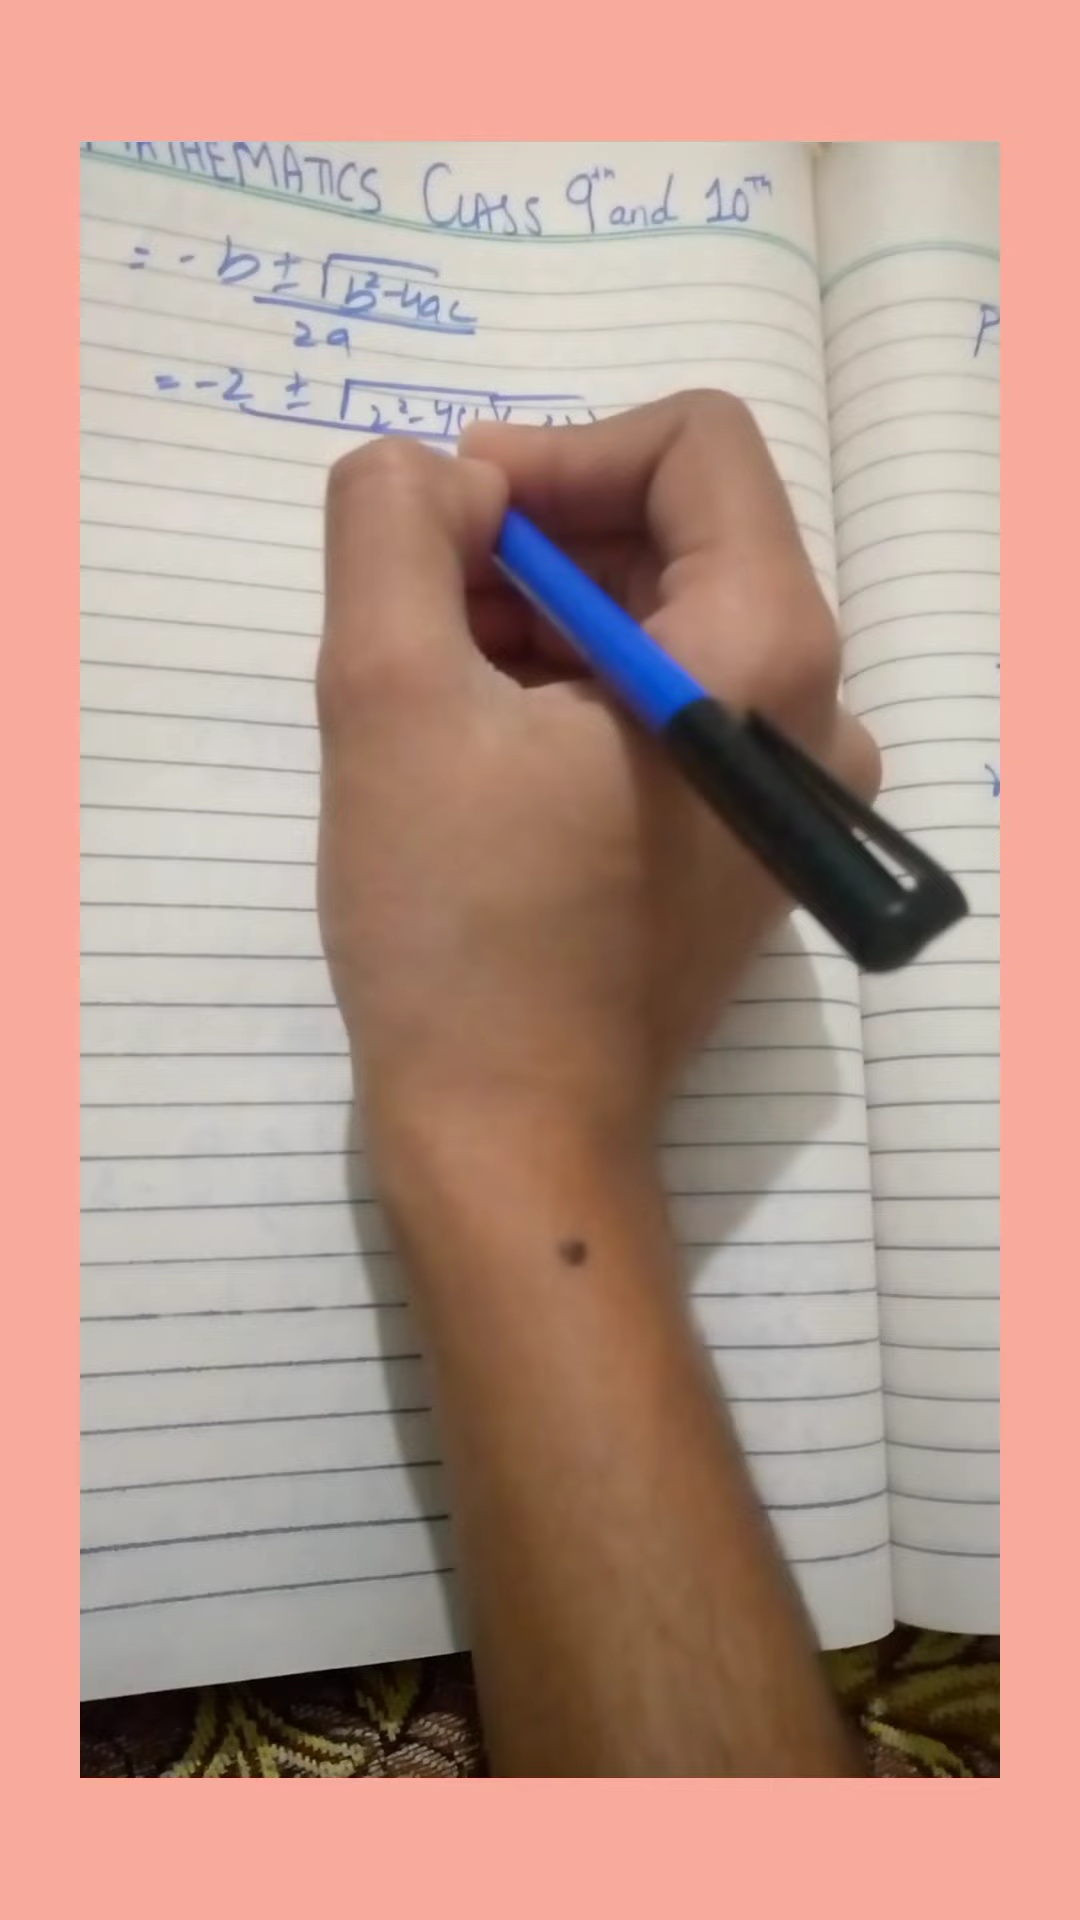 MATHEMATICS CLASS 9th and 10TH
= - b ± √b²-4ac
2a
= -2 ± √2²-4(
P